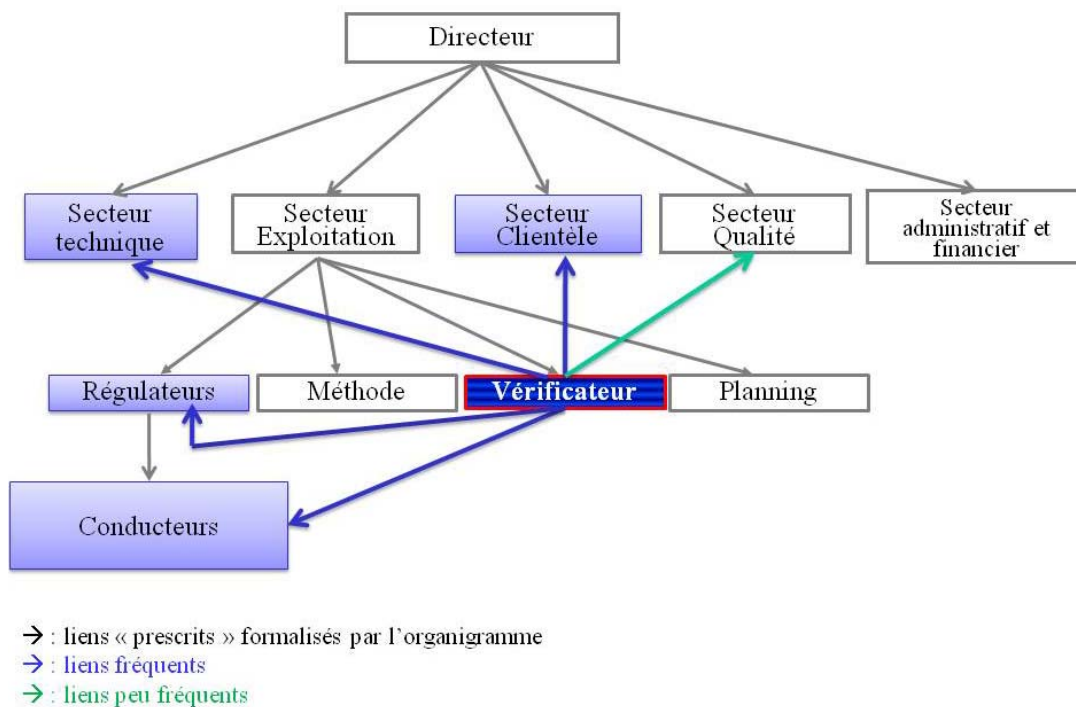 Directeur
Secteur
technique
Secteur
Exploitation
Secteur
Clientèle
Secteur
Qualité
Secteur
administratif et
financier
Régulateurs
Méthode
Vérificateur
Planning
Conducteurs
→ : liens « prescrits » formalisés par l’organigramme
→ : liens fréquents
→ : liens peu fréquents